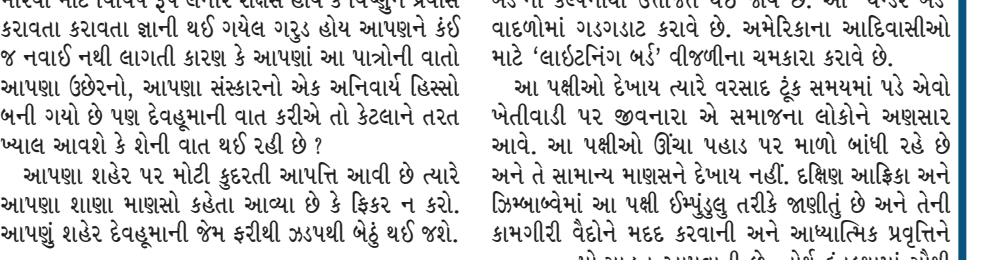 કરાવતા કરાવતા જ્ઞાની થઈ ગયેલ ગરુડ હોય આપણને કંઈ
જ નવાઈ નથી લાગતી કારણ કે આપણાં આ પાત્રોની વાતો
આપણા ઉછેરનો, આપણા સંસ્કારનો એક અનિવાર્ય હિસ્સો
બની ગયો છે પણ દેવહૂમાની વાત કરીએ તો કેટલાને તરત
ખ્યાલ આવશે કે શેની વાત થઈ રહી છે ?
આપણા શહેર પર મોટી કુદરતી આપત્તિ આવી છે ત્યારે
આપણા શાણા માણસો કહેતા આવ્યા છે કે ફિકર ન કરો.
આપણું શહેર દેવહૂમાની જેમ ફરીથી ઝડપથી બેઠું થઈ જશે.
વાદળોમાં ગડગડાટ કરાવે છે. અમેરિકાના આદિવાસીઓ
માટે ‘લાઇટનિંગ બર્ડ’ વીજળીના ચમકારા કરાવે છે.
આ પક્ષીઓ દેખાય ત્યારે વરસાદ ટૂંક સમયમાં પડે એવો
ખેતીવાડી પર જીવનારા એ સમાજના લોકોને અણસાર
આવે. આ પક્ષીઓ ઊંચા પહાડ પર માળો બાંધી રહે છે
અને તે સામાન્ય માણસને દેખાય નહીં. દક્ષિણ આફ્રિકા અને
ઝિમ્બાબ્વેમાં આ પક્ષી ઈમ્પુંડુલુ તરીકે જાણીતું છે અને તેની
કામગીરી વૈદોને મદદ કરવાની અને આધ્યાત્મિક પ્રવૃત્તિને